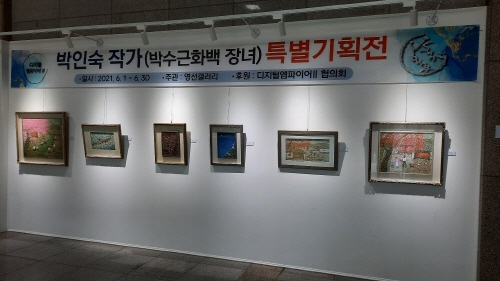 박인숙 작가(박수근화백 장녀) 특별기획전
·일시 : 2021. 6. 1 ~ 6. 30 ·주관 : 영선갤러리 ·후원 : 디지털엠파이어Ⅱ 협의회